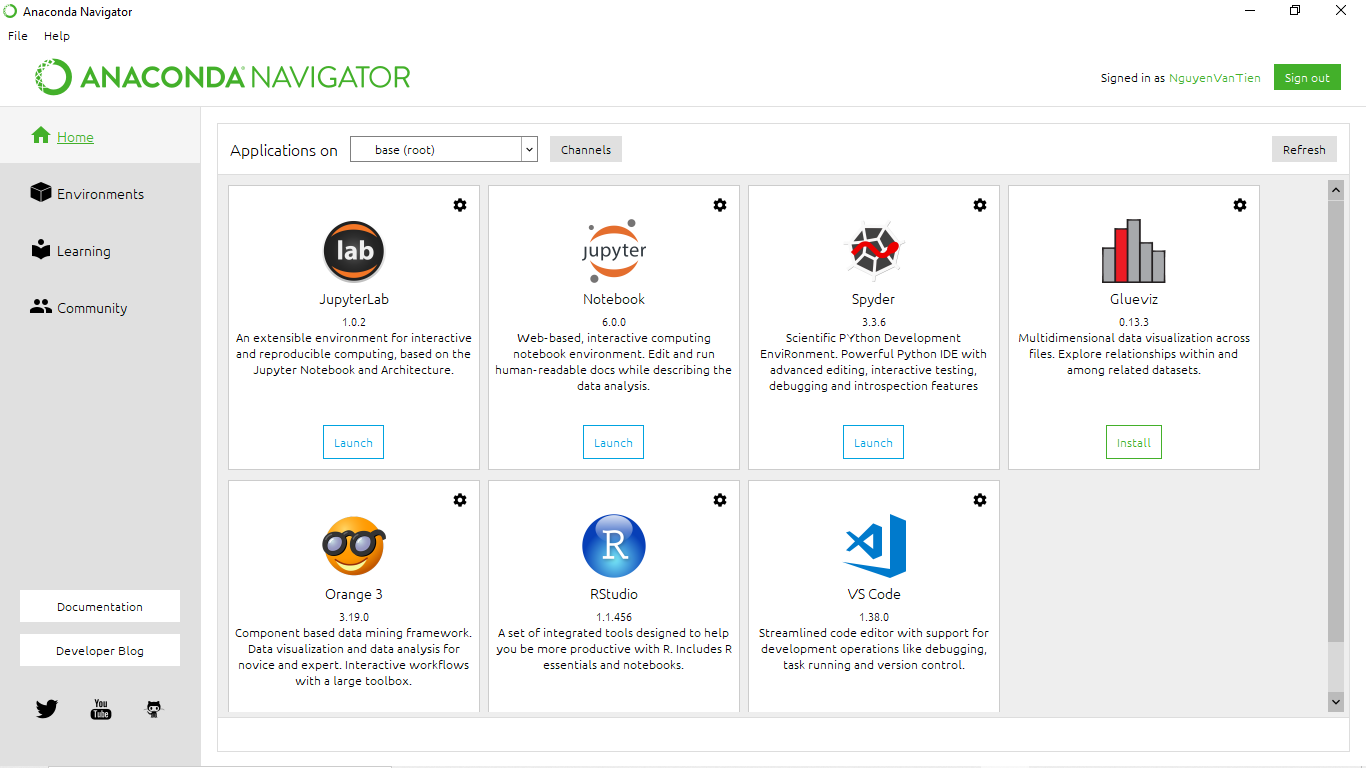 Anaconda Navigator
File Help
ANACONDA NAVIGATOR
Signed in as NguyenVanTien Sign out
Home
Environments
Learning
Community
Documentation
Developer Blog
You Tube
Applications on base (root) Channels Refresh
lab
JupyterLab
1.0.2
An extensible environment for interactive
and reproducible computing, based on the
Jupyter Notebook and Architecture.
Launch
jupyter
Notebook
6.0.0
Web-based, interactive computing
notebook environment. Edit and run
human-readable docs while describing the
data analysis.
Launch
Spyder
3.3.6
Scientific PYthon Development
EnviRonment. Powerful Python IDE with
advanced editing, interactive testing,
debugging and introspection features
Launch
Glueviz
0.13.3
Multidimensional data visualization across
files. Explore relationships within and
among related datasets.
Install
Orange 3
3.19.0
Component based data mining framework.
Data visualization and data analysis for
novice and expert. Interactive workflows
with a large toolbox.
R
RStudio
1.1.456
A set of integrated tools designed to help
you be more productive with R. Includes R
essentials and notebooks.
VS Code
1.38.0
Streamlined code editor with support for
development operations like debugging,
task running and version control.